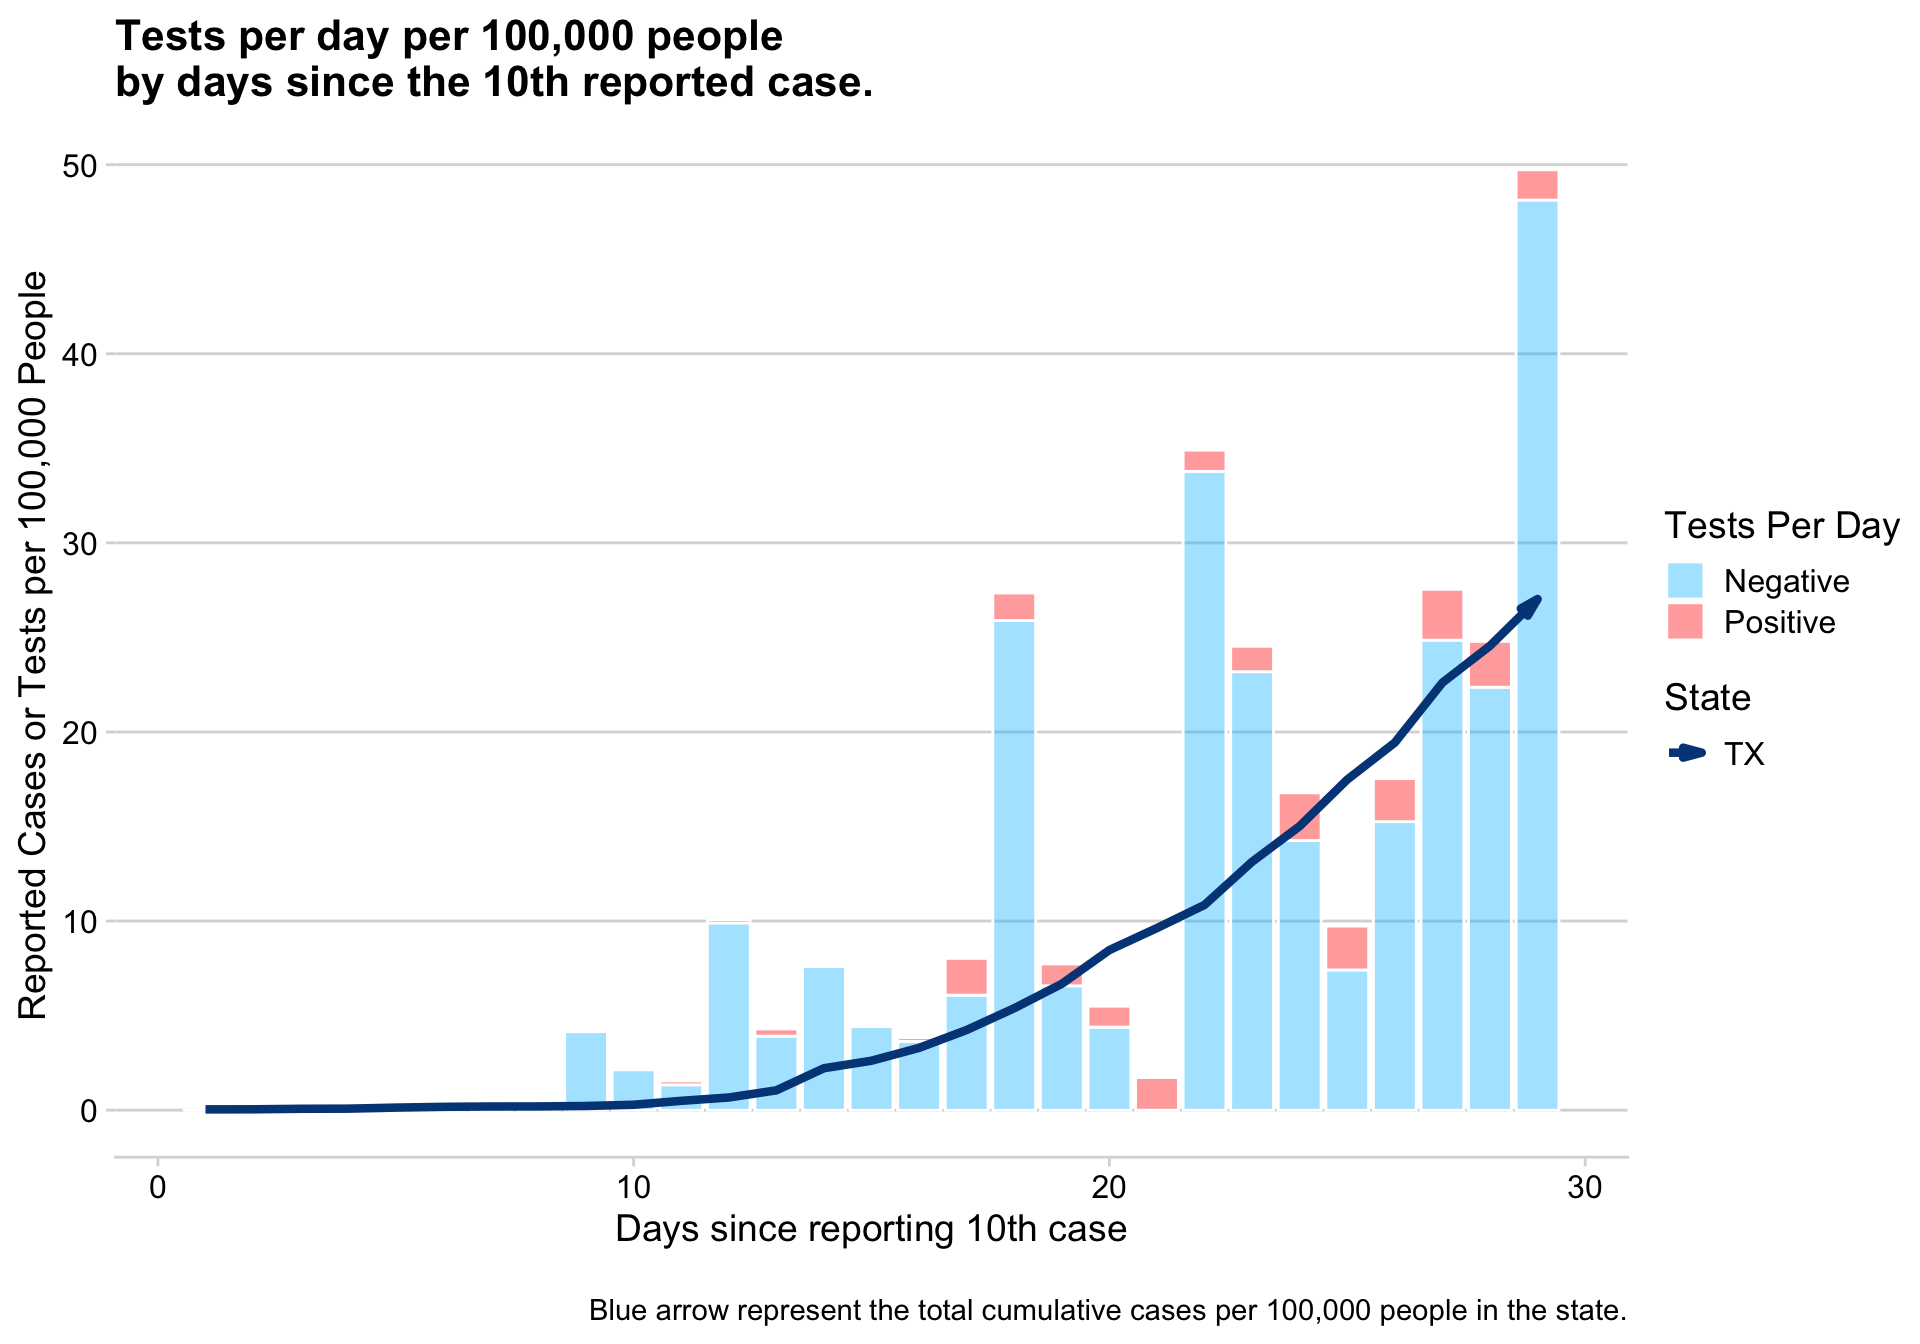 Tests per day per 100,000 people
by days since the 10th reported case.
Reported Cases or Tests per 100,000 People
50
40
30
20
10
0
0
10
20
30
Days since reporting 10th case
Tests Per Day
Negative
Positive
State
TX
Blue arrow represent the total cumulative cases per 100,000 people in the state.